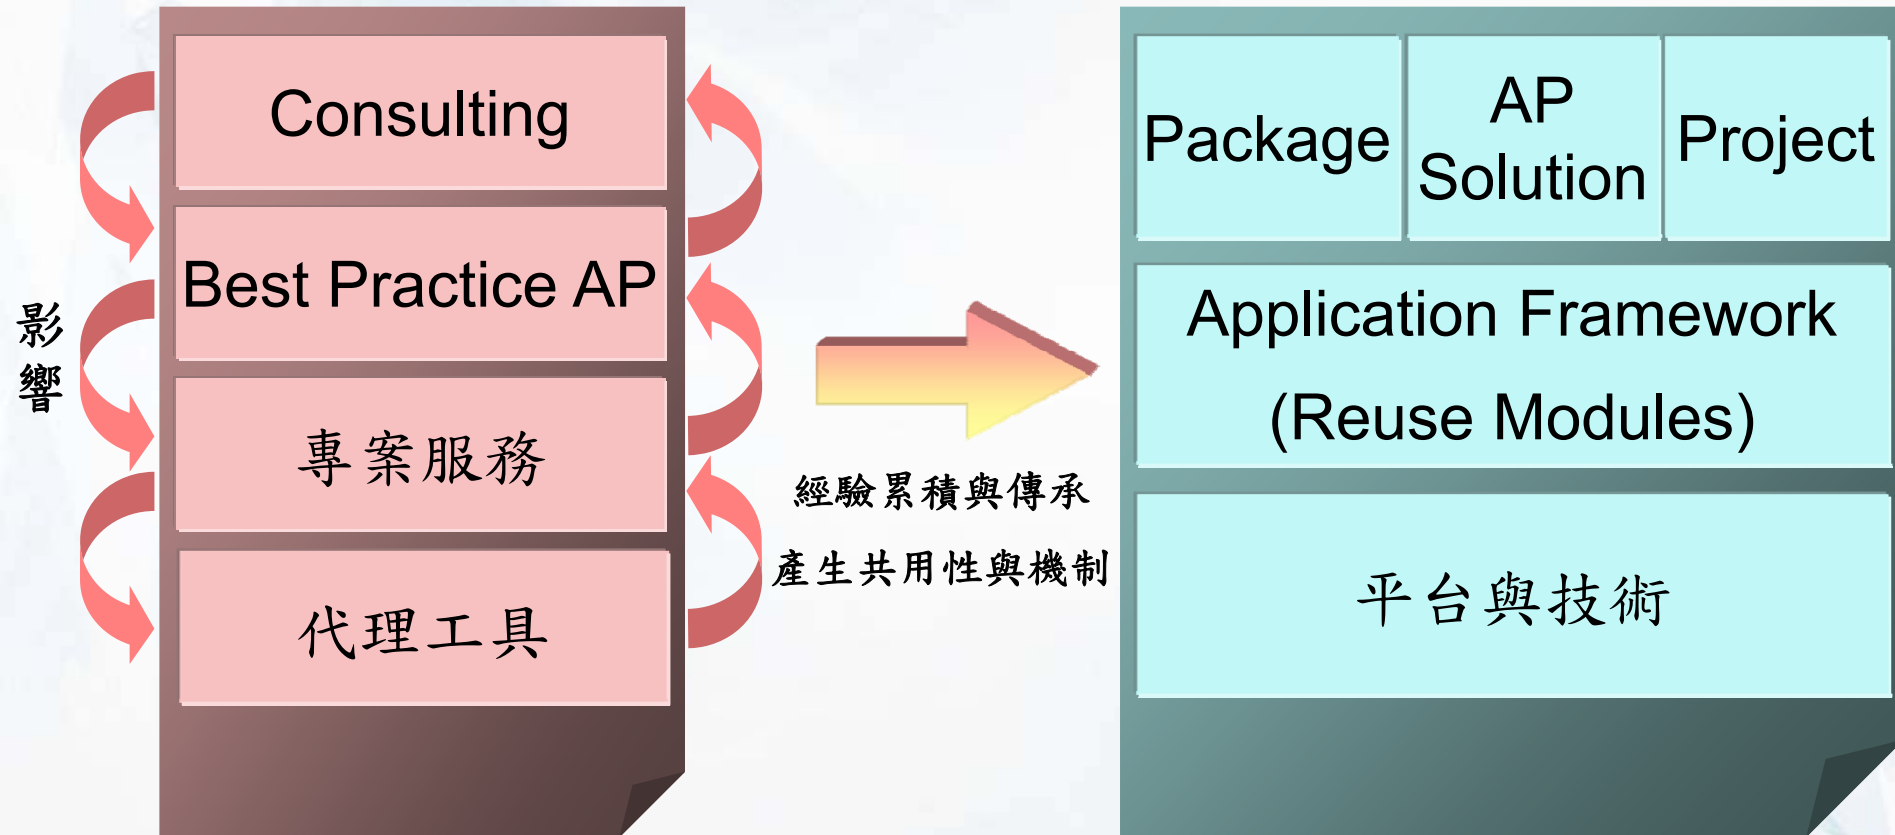 影
響
Consulting
Best Practice AP
專案服務
代理工具
經驗累積與傳承
產生共用性與機制
Package
AP
Solution
Project
Application Framework
(Reuse Modules)
平台與技術